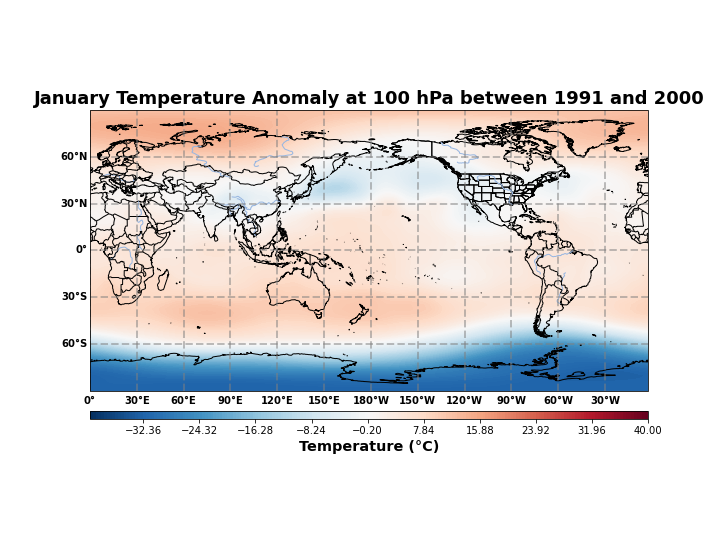 January Temperature Anomaly at 100 hPa between 1991 and 2000
60°N
30°N
0°
30°S
60°S
0° 30°E 60°E 90°E 120°E 150°E 180°W 150°W 120°W 90°W 60°W 30°W
−32.36 −24.32 −16.28 −8.24 −0.20 7.84 15.88 23.92 31.96 40.00
Temperature (°C)